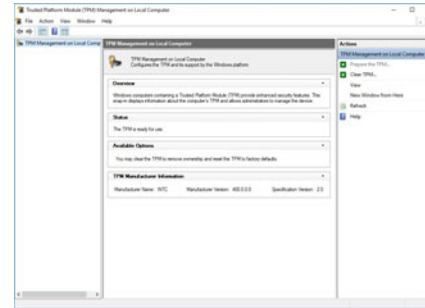 Trusted Platform Module (TPM) Management on Local Computer
File Action View Window Help
TPM Management on Local Comp
TPM Management on Local Computer
TPM Management on Local Computer
Configures the TPM and its support by the Windows platform
Overview
Windows computers containing a Trusted Platform Module (TPM) provide enhanced security features. This
snap-in displays information about the computer's TPM and allows administrators to manage the device.
Status
The TPM is ready for use.
Available Options
You may clear the TPM to remove ownership and reset the TPM to factory defaults.
TPM Manufacturer Information
Manufacturer Name: INTC Manufacturer Version: 400.0.0.0 Specification Version: 2.0
Actions
TPM Management on Local Computer
Prepare the TPM...
Clear TPM...
View
New Window from Here
Refresh
Help